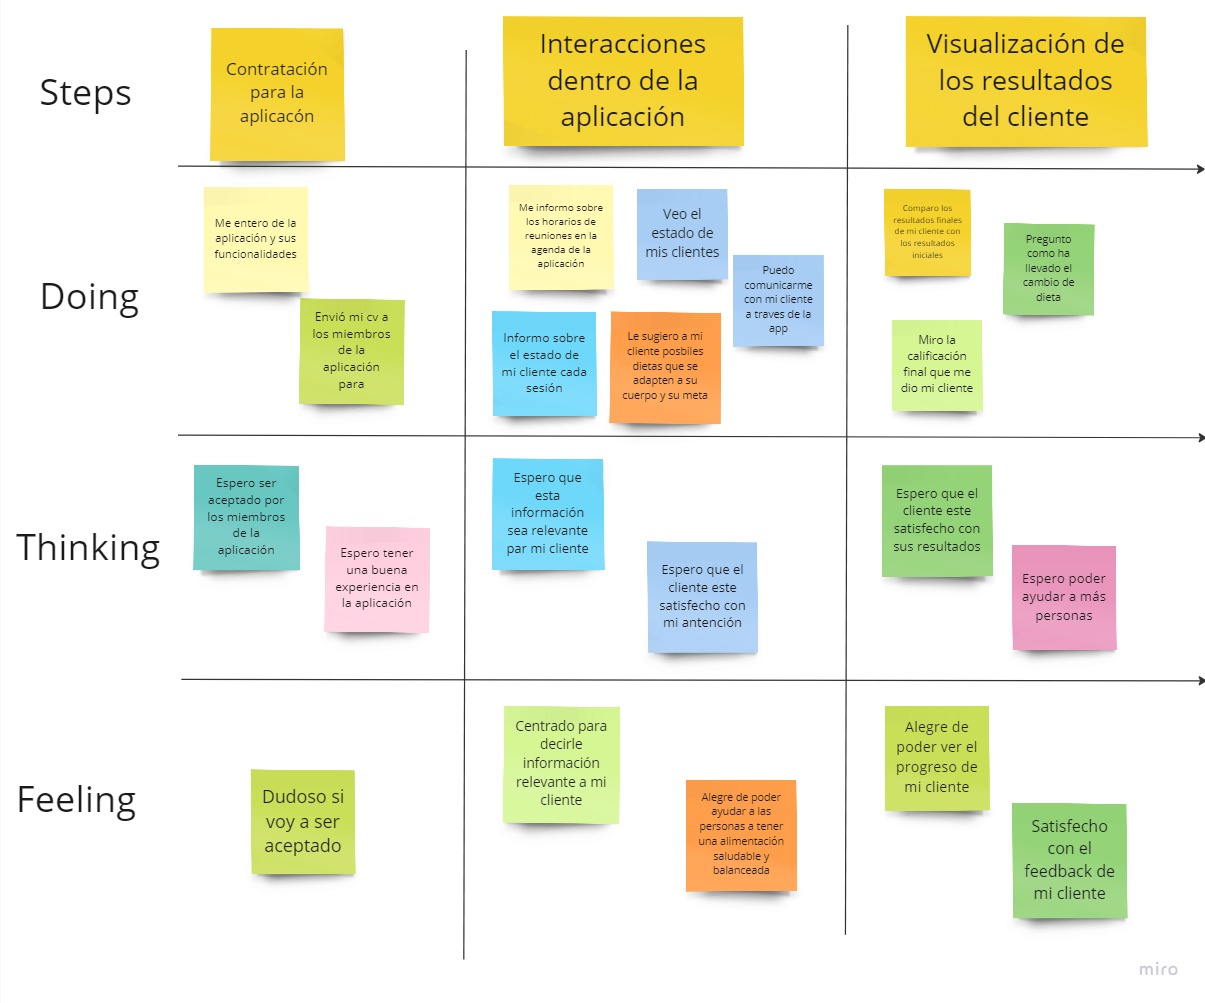 Steps
Contratación
para la
aplicacón
Interacciones
dentro de la
aplicación
Visualización de
los resultados
del cliente
Doing
Me entero de la
aplicación y sus
funcionalidades
Envió mi cv a
los miembros
de la
aplicación
para
Me informo sobre
los horarios de
reuniones en la
agenda de la
aplicación
Veo el
estado de
mis clientes
Puedo
comunicarme
con mi cliente
a traves de la
app
Informo sobre
el estado de
mi cliente cada
sesión
Le sugiero a mi
cliente posbiles
dietas que se
adapten a su
cuerpo y su meta
Comparo los
resultados finales
de mi cliente con
los resultados
iniciales
Pregunto
como ha
llevado el
cambio de
dieta
Miro la
calificación
final que me
dio mi cliente
Thinking
Espero ser
aceptado por
los miembros
de la
aplicación
Espero tener
una buena
experiencia en
la aplicación
Espero que
esta
información
sea relevante
par mi cliente
Espero que el
cliente este
satisfecho con
mi antención
Espero que el
cliente este
satisfecho con
sus resultados
Espero poder
ayudar a más
personas
Feeling
Dudoso si
voy a ser
aceptado
Centrado para
decirle
información
relevante a mi
cliente
Alegre de poder
ayudar a las
personas a tener
una alimentación
saludable y
balanceada
Alegre de
poder ver el
progreso de
mi cliente
Satisfecho
con el
feedback de
mi cliente
miro